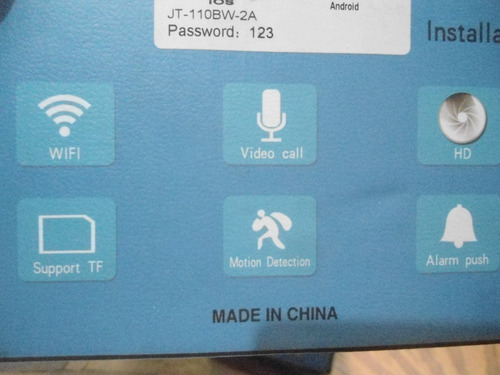 ios
Android
JT-110BW-2A
Password: 123
Installa
WIFI
Video call
HD
Support TF
Motion Detection
Alarm push
MADE IN CHINA